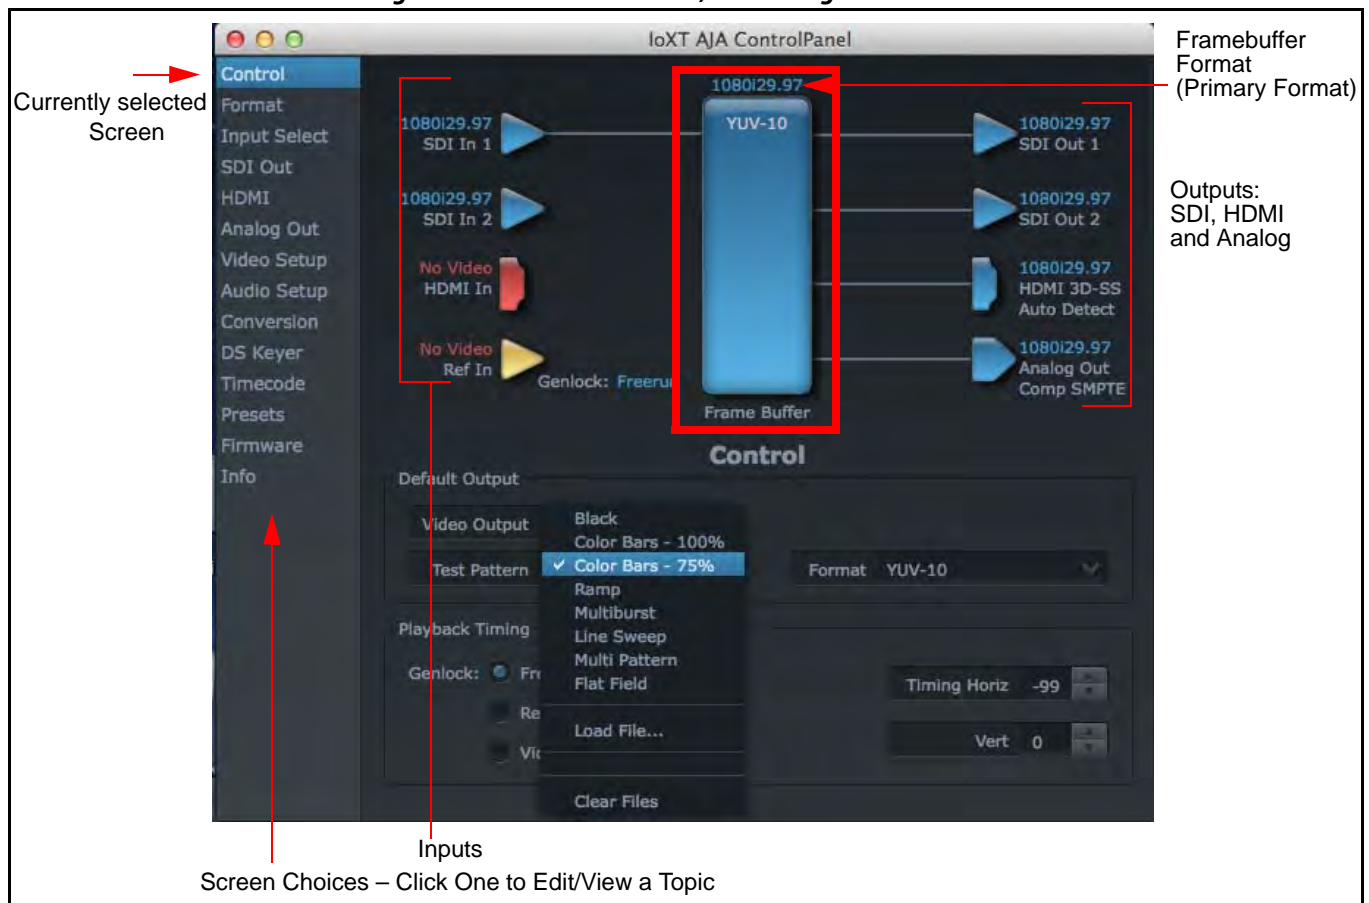 IoXT AJA ControlPanel
Currently selected
Screen
Control
Format
Input Select
SDI Out
HDMI
Analog Out
Video Setup
Audio Setup
Conversion
DS Keyer
Timecode
Presets
Firmware
Info
1080i29.97
SDI In 1
1080i29.97
SDI In 2
No Video
HDMI In
No Video
Ref In
Genlock: Freerun
1080i29.97
YUV-10
Frame Buffer
1080i29.97
SDI Out 1
1080i29.97
SDI Out 2
1080i29.97
HDMI 3D-SS
Auto Detect
1080i29.97
Analog Out
Comp SMPTE
Framebuffer
Format
(Primary Format)
Outputs:
SDI, HDMI
and Analog
Control
Default Output
Video Output
Test Pattern
Black
Color Bars - 100%
✓ Color Bars - 75%
Ramp
Multiburst
Line Sweep
Multi Pattern
Flat Field
Load File...
Clear Files
Format YUV-10
Playback Timing
Genlock:
Timing Horiz -99
Vert 0
Inputs
Screen Choices – Click One to Edit/View a Topic